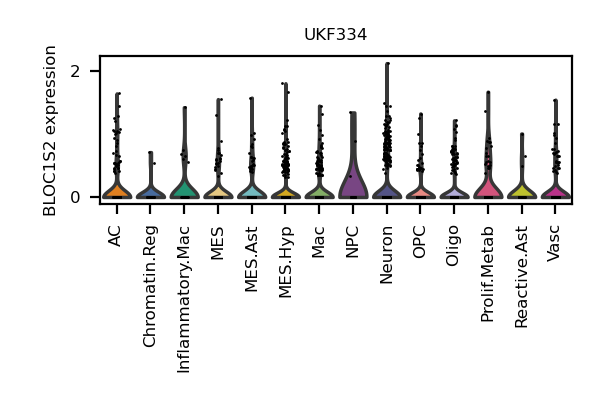 UKF334
BLOC1S2 expression
2
0
AC
Chromatin.Reg
Inflammatory.Mac
MES
MES.Ast
MES.Hyp
Mac
NPC
Neuron
OPC
Oligo
Prolif.Metab
Reactive.Ast
Vasc